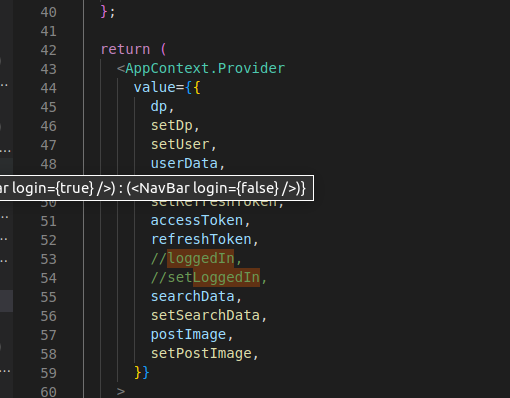 40 };
41
42 return (
43 <AppContext.Provider
44 value={{
45 dp,
46 setDp,
47 setUser,
48 userData,
ar login={true} />) : (<NavBar login={false} />)}
50 setRefreshToken,
51 accessToken,
52 refreshToken,
53 //loggedIn,
54 //setLoggedIn,
55 searchData,
56 setSearchData,
57 postImage,
58 setPostImage,
59 }}
60 >